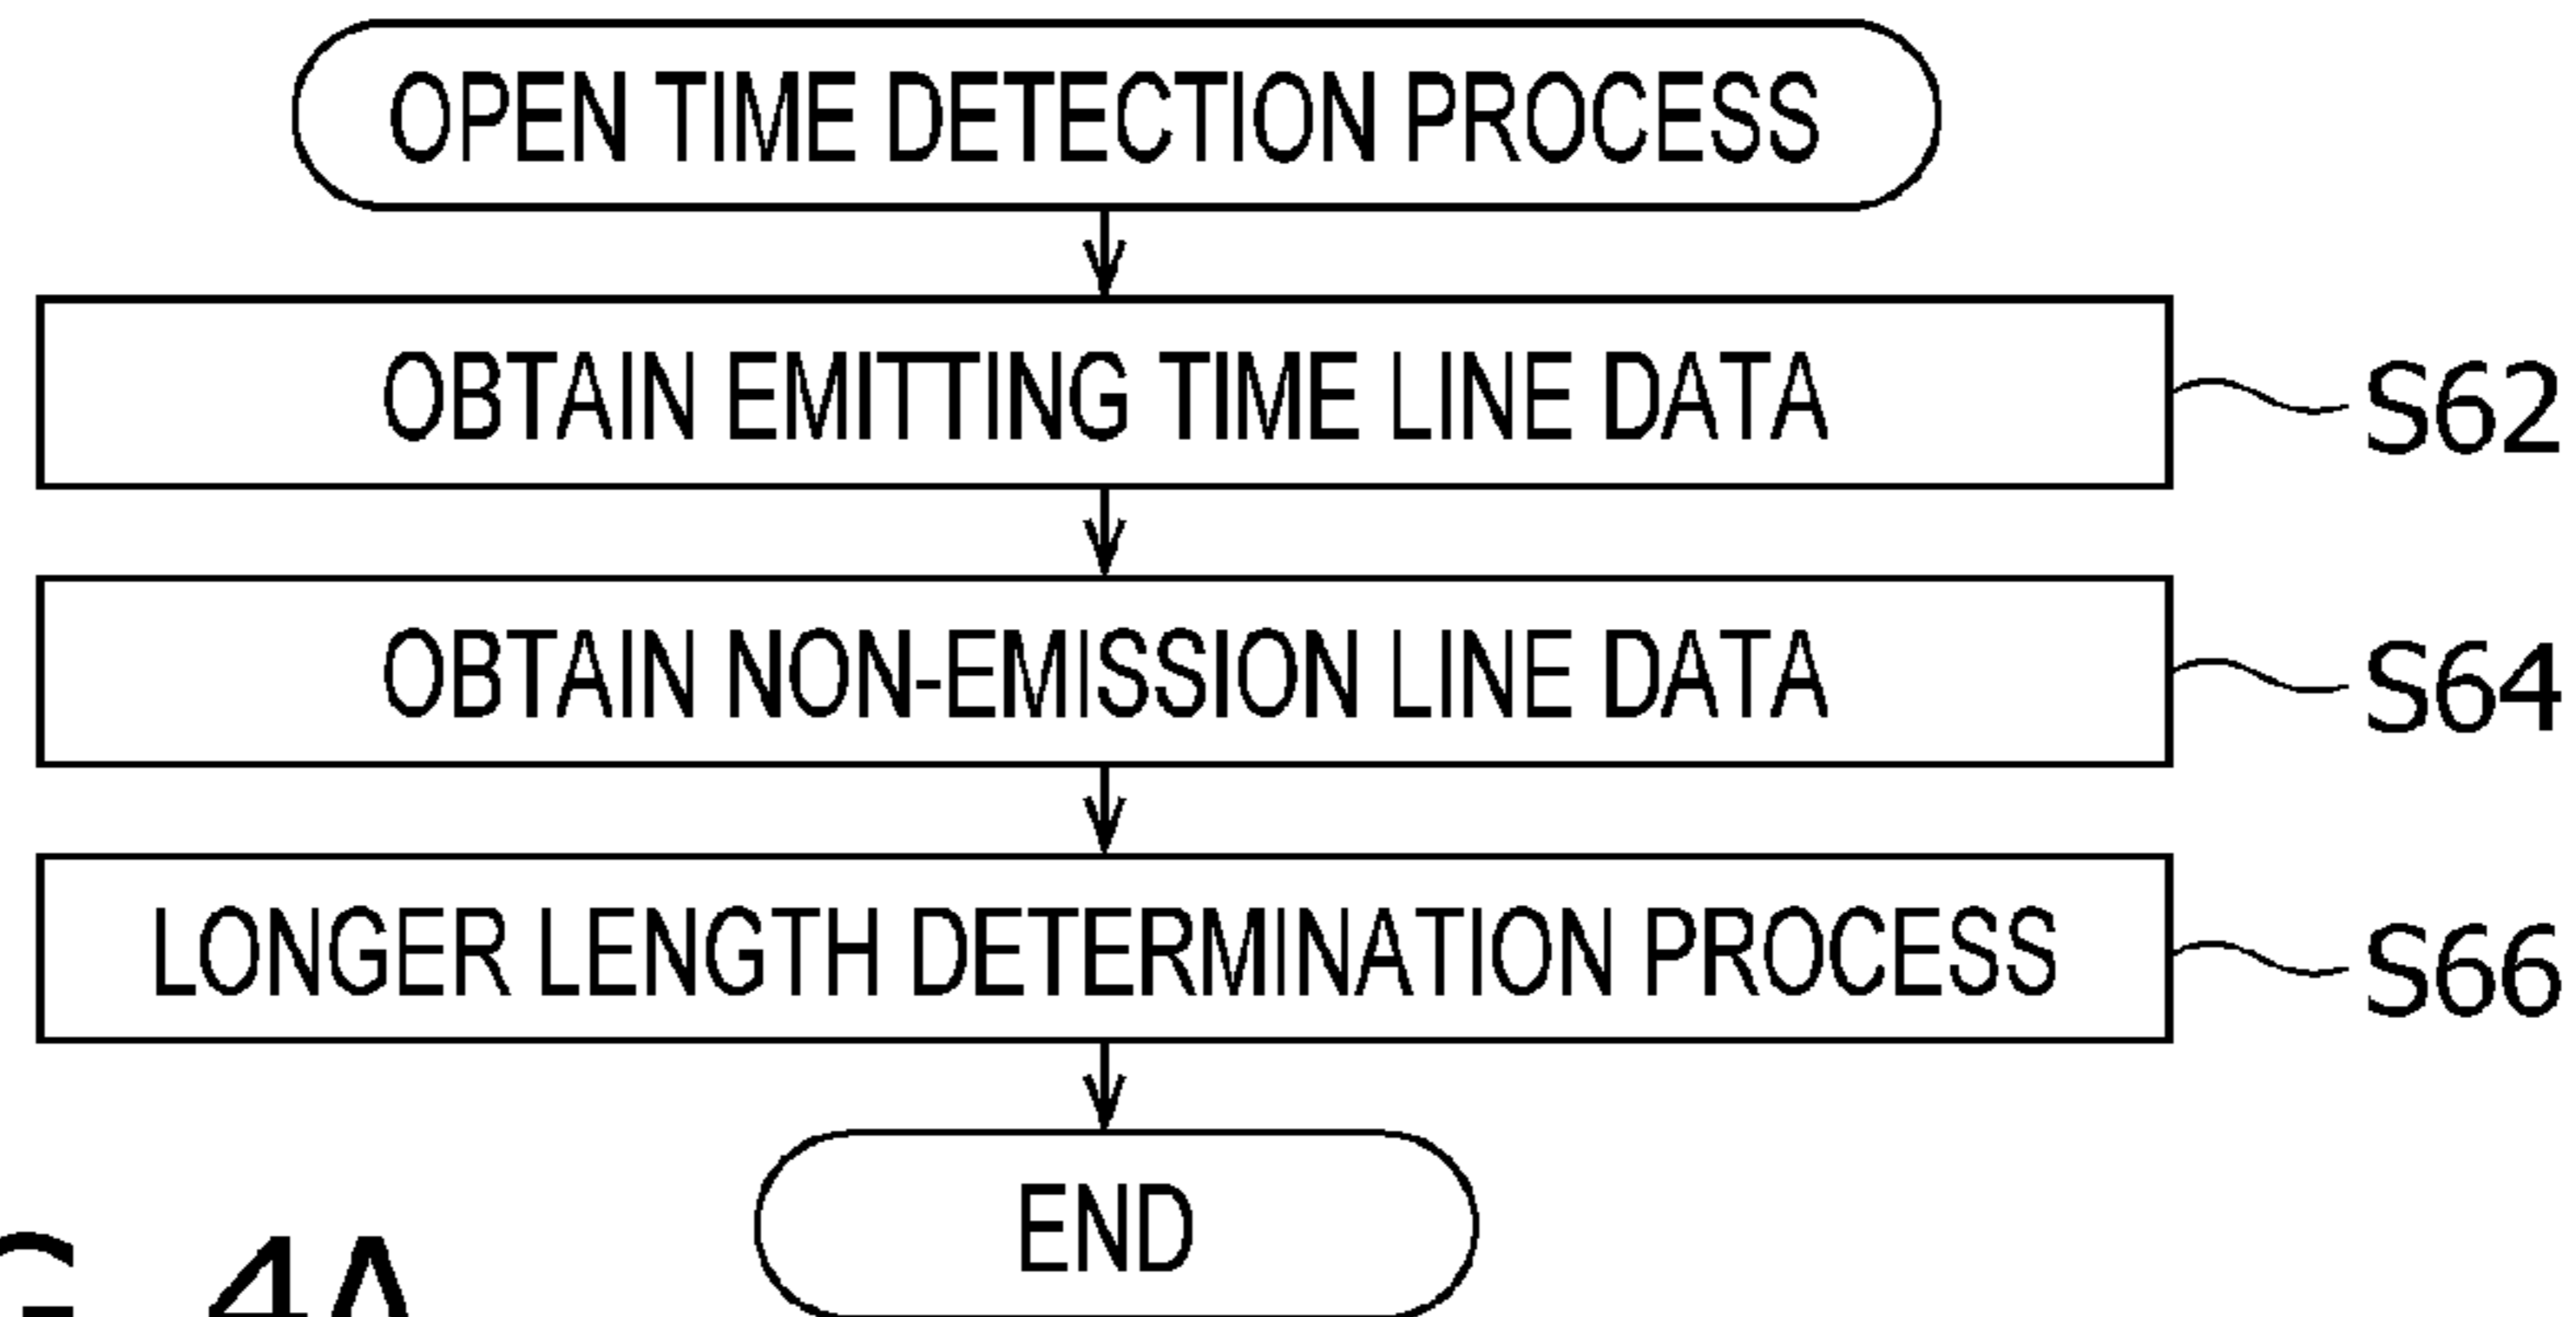 OPEN TIME DETECTION PROCESS
OBTAIN EMITTING TIME LINE DATA
S62
OBTAIN NON-EMISSION LINE DATA
S64
LONGER LENGTH DETERMINATION PROCESS
S66
END
4A